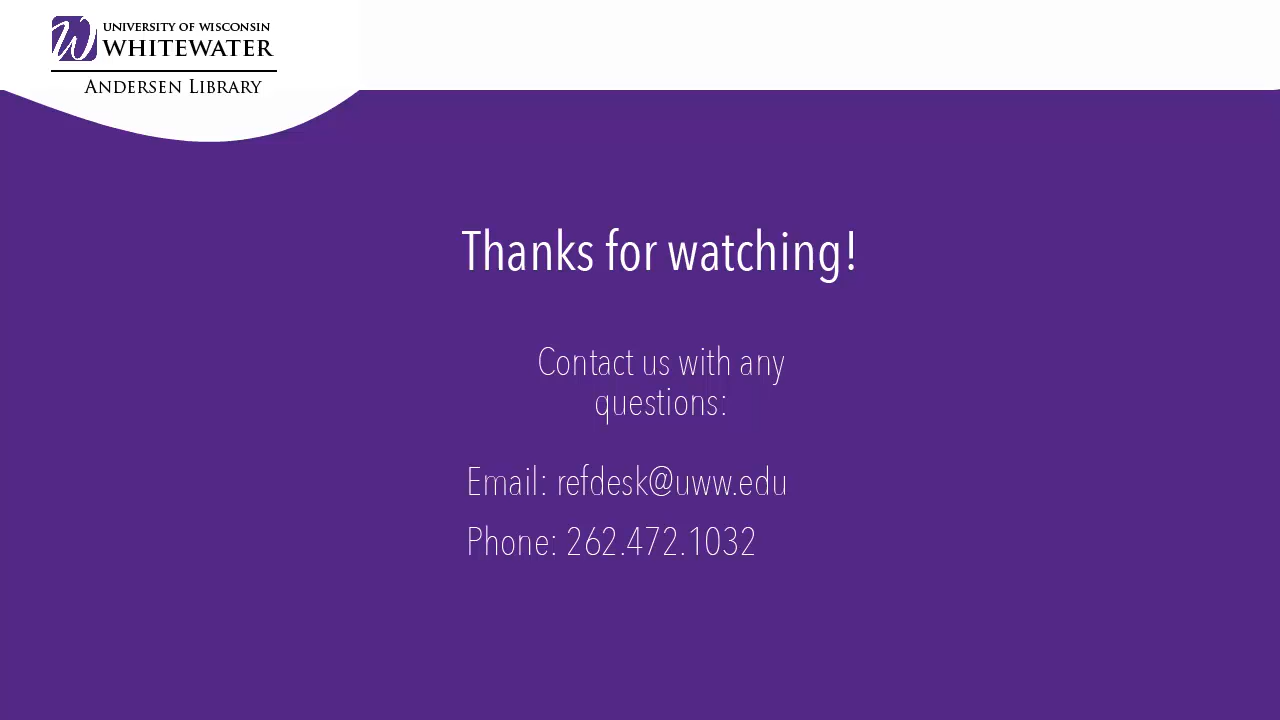 UNIVERSITY OF WISCONSIN
WHITEWATER
ANDERSEN LIBRARY
Thanks for watching!
Contact us with any
questions:
Email: refdesk@uww.edu
Phone: 262.472.1032